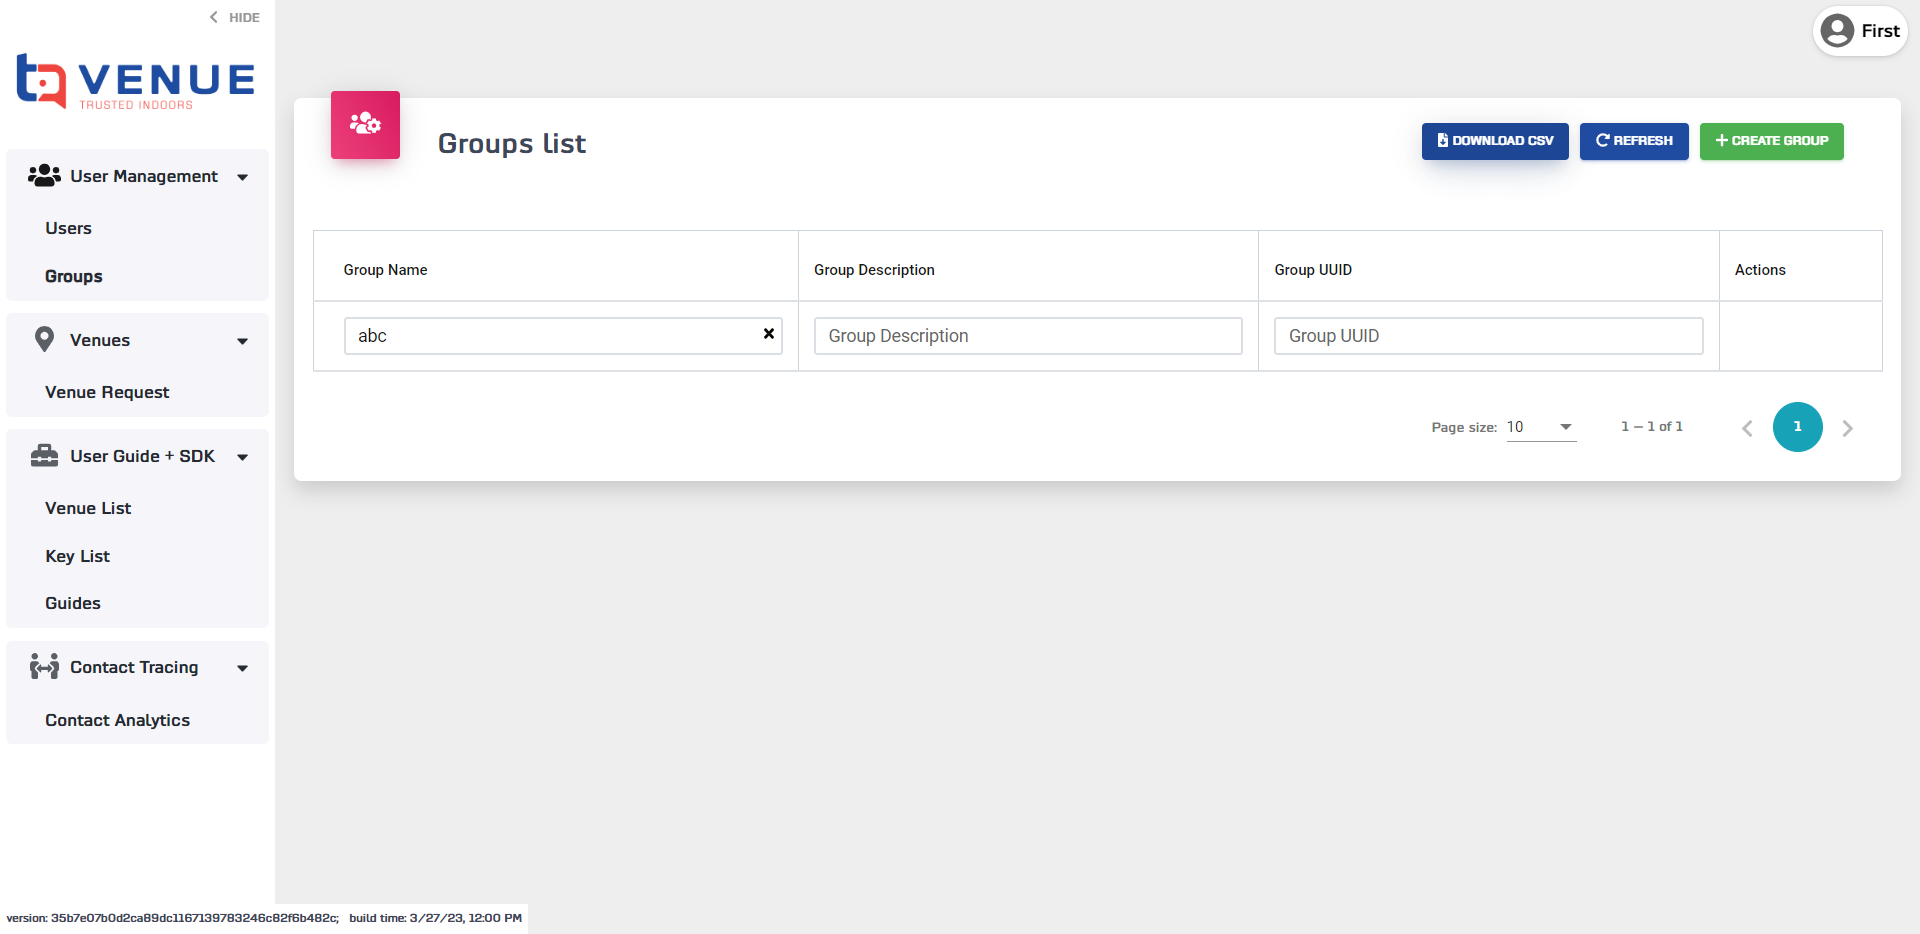 HIDE
VENUE
TRUSTED INDOORS
User Management
Users
Groups
Venues
Venue Request
User Guide + SDK
Venue List
Key List
Guides
Contact Tracing
Contact Analytics
First
Groups list
DOWNLOAD CSV
REFRESH
CREATE GROUP
Group Name
Group Description
Group UUID
Actions
abc
Group Description
Group UUID
Page size: 10
1 – 1 of 1
1
version: 35b7e07b0d2ca89dc1167139783246c82f6b482c; build time: 3/27/23, 12:00 PM